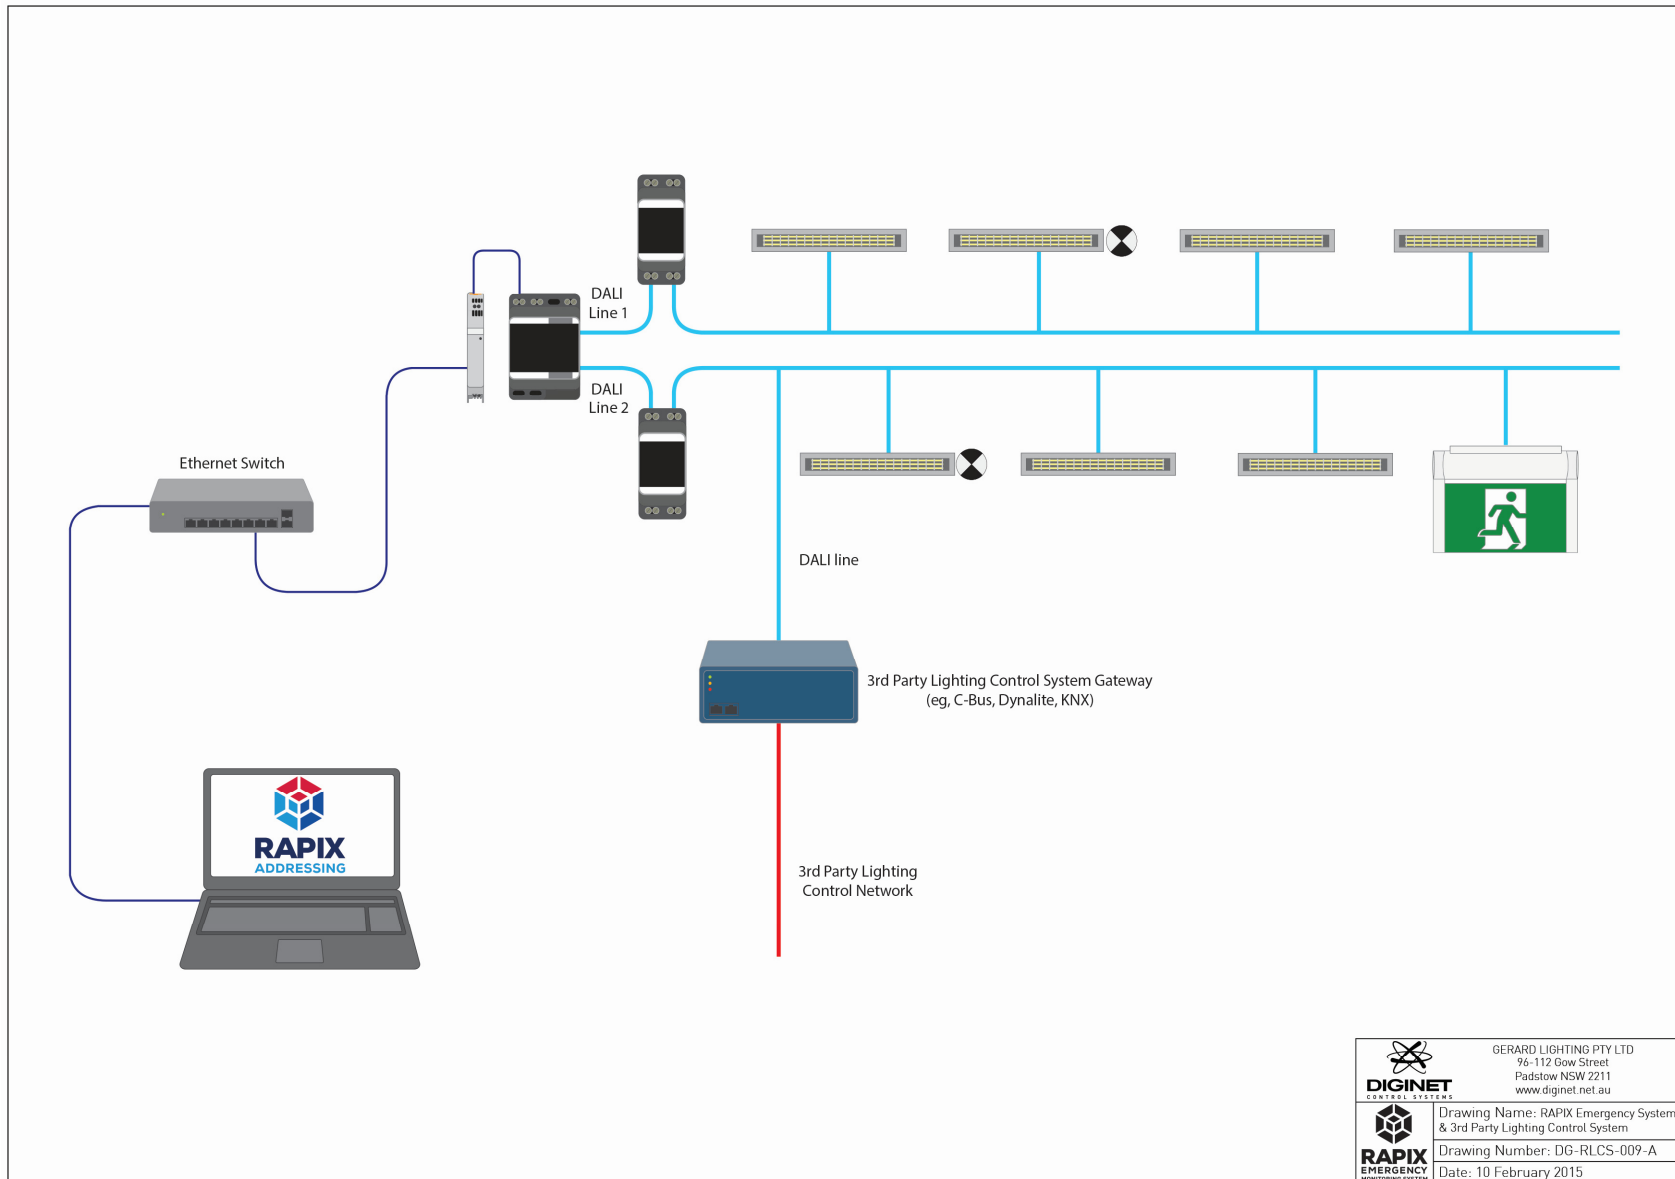 DALI
Line 1
DALI
Line 2
Ethernet Switch
DALI line
3rd Party Lighting Control System Gateway
(eg, C-Bus, Dynalite, KNX)
RAPIX
ADDRESSING
3rd Party Lighting
Control Network
DIGINET
CONTROL SYSTEMS
GERARD LIGHTING PTY LTD
96-112 Gow Street
Padstow NSW 2211
www.diginet.net.au
RAPIX
EMERGENCY
MONITORING SYSTEM
Drawing Name: RAPIX Emergency System
& 3rd Party Lighting Control System
Drawing Number: DG-RLCS-009-A
Date: 10 February 2015